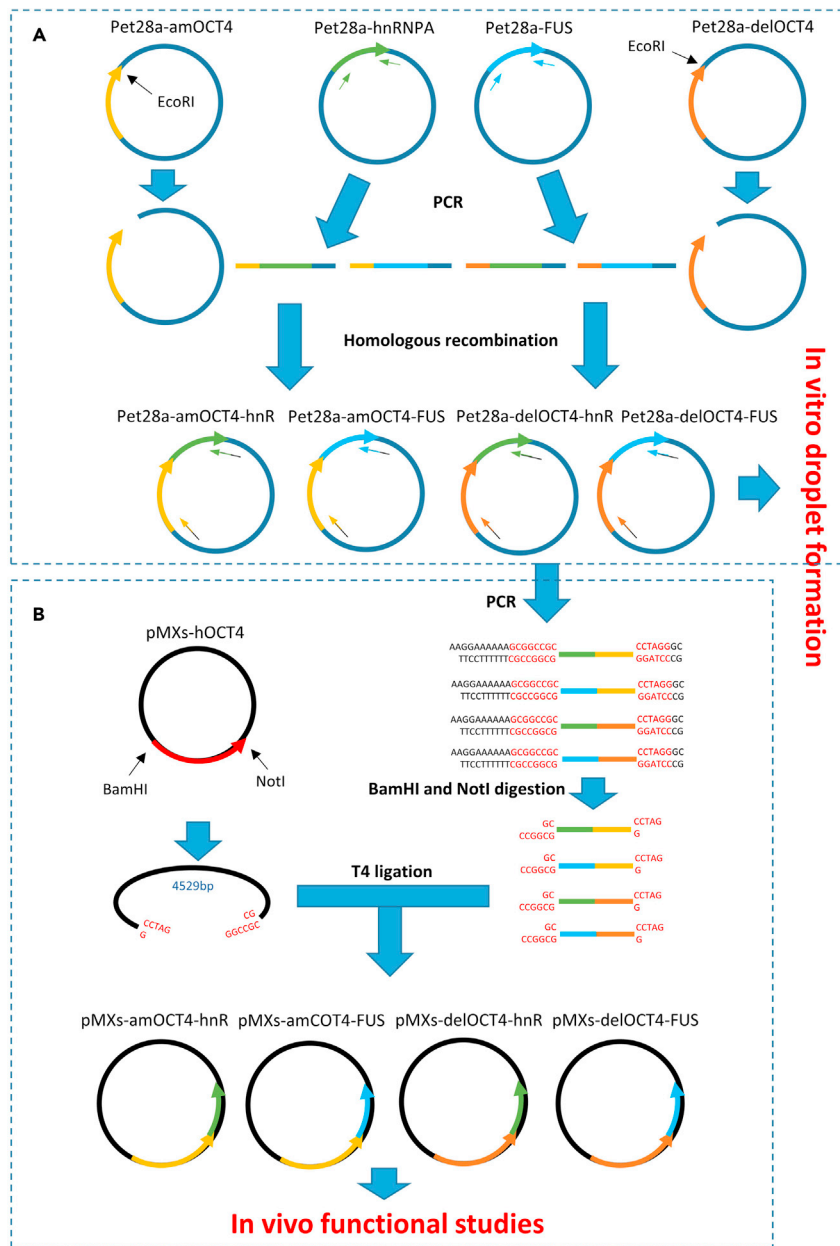 A
Pet28a-amOCT4
Pet28a-hnRNPA
Pet28a-FUS
Pet28a-delOCT4
EcoRI
EcoRI
PCR
Homologous recombination
Pet28a-amOCT4-hnR
Pet28a-amOCT4-FUS
Pet28a-delOCT4-hnR
Pet28a-delOCT4-FUS
In vitro droplet formation
B
PCR
pMXs-hOCT4
BamHI
NotI
AAGGAAAAAAGCGGCCGC CCTAGGGC
TTCCTTTTTTCGCCGGCG GGATCCCG
AAGGAAAAAAGCGGCCGC CCTAGGGC
TTCCTTTTTTCGCCGGCG GGATCCCG
AAGGAAAAAAGCGGCCGC CCTAGGGC
TTCCTTTTTTCGCCGGCG GGATCCCG
AAGGAAAAAAGCGGCCGC CCTAGGGC
TTCCTTTTTTCGCCGGCG GGATCCCG
BamHI and NotI digestion
GC CCTAG
CCGGCG G
GC CCTAG
CCGGCG G
GC CCTAG
CCGGCG G
GC CCTAG
CCGGCG G
4529bp
CCTAG
G
CG
GGCCGC
T4 ligation
pMXs-amOCT4-hnR
pMXs-amCOT4-FUS
pMXs-delOCT4-hnR
pMXs-delOCT4-FUS
In vivo functional studies